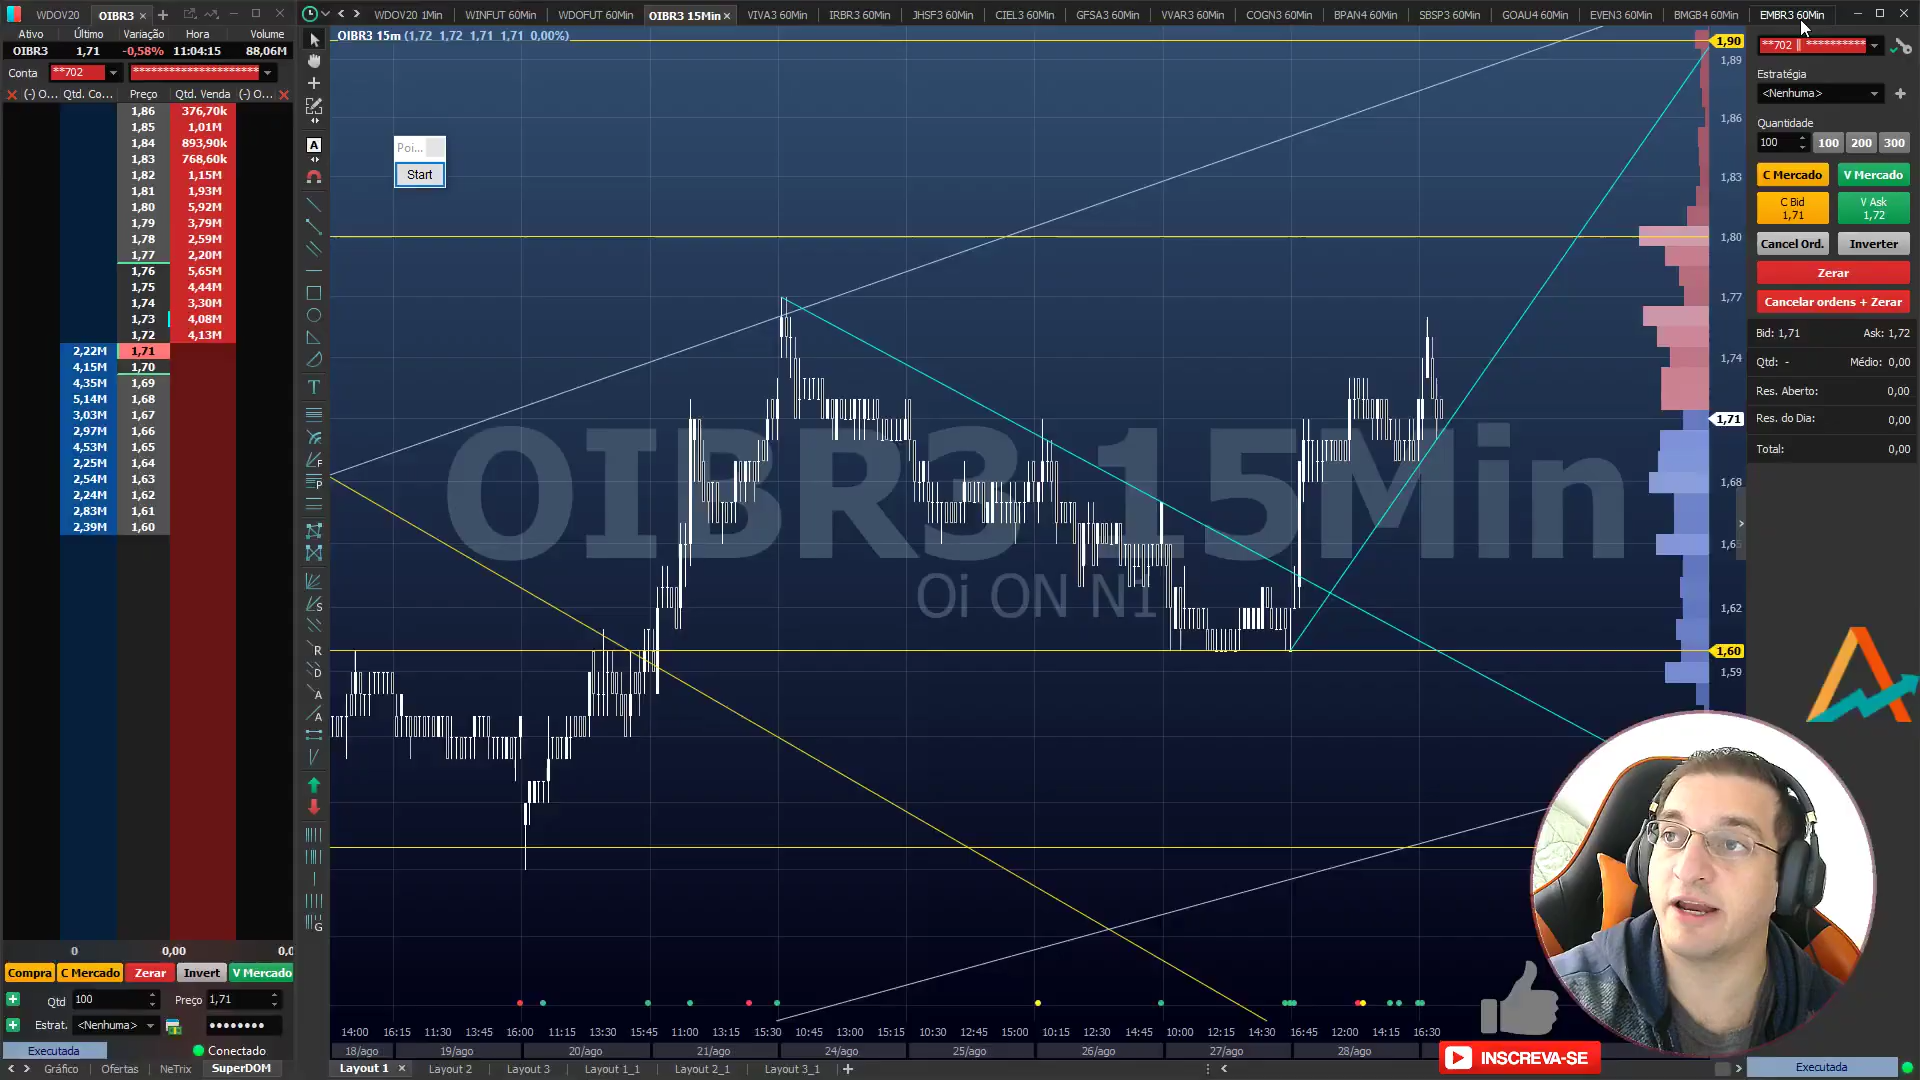 WDOV20 OIBR3
Ativo Último Variação Hora Volume
OIBR3 1,71 -0,58% 11:04:15 88,06M
Conta **702 ********************
(-) O... Qtd. Co... Preço Qtd. Venda (-) O...
1,86 376,70k
1,85 1,01M
1,84 893,90k
1,83 768,60k
1,82 1,15M
1,81 1,93M
1,80 5,92M
1,79 3,79M
1,78 2,59M
1,77 2,20M
1,76 5,65M
1,75 4,44M
1,74 3,30M
1,73 4,08M
1,72 4,13M
2,22M 1,71
4,15M 1,70
4,35M 1,69
5,14M 1,68
3,03M 1,67
2,97M 1,66
4,53M 1,65
2,25M 1,64
2,54M 1,63
2,24M 1,62
2,83M 1,61
2,39M 1,60
0 0,00 0,0
Compra C Mercado Zerar Invert V Mercado
Qtd 100 Preço 1,71
Estrat. <Nenhuma> ••••••••
Executada Conectado
Gráfico Ofertas NeTrix SuperDOM
WDOV20 1Min WINFUT 60Min WDOFUT 60Min OIBR3 15Min VIVA3 60Min IRBR3 60Min JHSF3 60Min CIEL3 60Min GFSA3 60Min VVAR3 60Min COGN3 60Min BPAN4 60Min SBSP3 60Min GOAU4 60Min EVEN3 60Min BMGB4 60Min EMBR3 60Min
OIBR3 15m (1,72 1,72 1,71 1,71 0,00%)
Poi...
Start
OIBR3 15Min
Oi ON N1
1,90
1,89
1,86
1,83
1,80
1,77
1,74
1,71
1,68
1,65
1,62
1,60
1,59
14:00 16:15 11:30 13:45 16:00 11:15 13:30 15:45 11:00 13:15 15:30 10:45 13:00 15:15 10:30 12:45 15:00 10:15 12:30 14:45 10:00 12:15 14:30 16:45 12:00 14:15 16:30
18/ago 19/ago 20/ago 21/ago 24/ago 25/ago 26/ago 27/ago 28/ago
Layout 1 Layout 2 Layout 3 Layout 1_1 Layout 2_1 Layout 3_1
**702 || **********
Estratégia
<Nenhuma>
Quantidade
100 100 200 300
C Mercado V Mercado
C Bid V Ask
1,71 1,72
Cancel Ord. Inverter
Zerar
Cancelar ordens + Zerar
Bid: 1,71 Ask: 1,72
Qtd: - Médio: 0,00
Res. Aberto: 0,00
Res. do Dia: 0,00
Total: 0,00
INSCREVA-SE
Executada